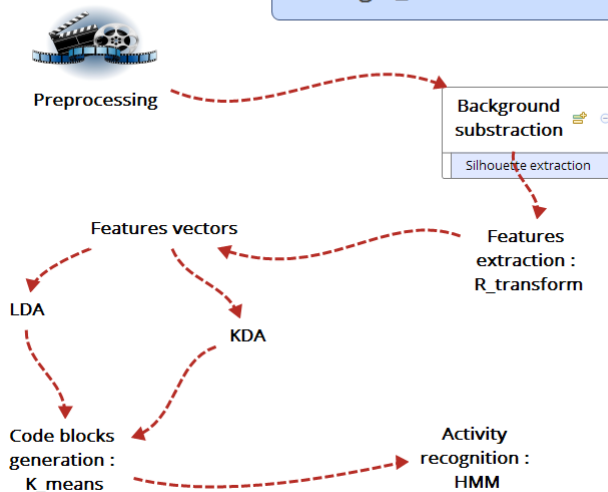 Preprocessing
Background
substraction
Silhouette extraction
Features vectors
Features
extraction :
R_transform
LDA
KDA
Code blocks
generation :
K_means
Activity
recognition :
HMM